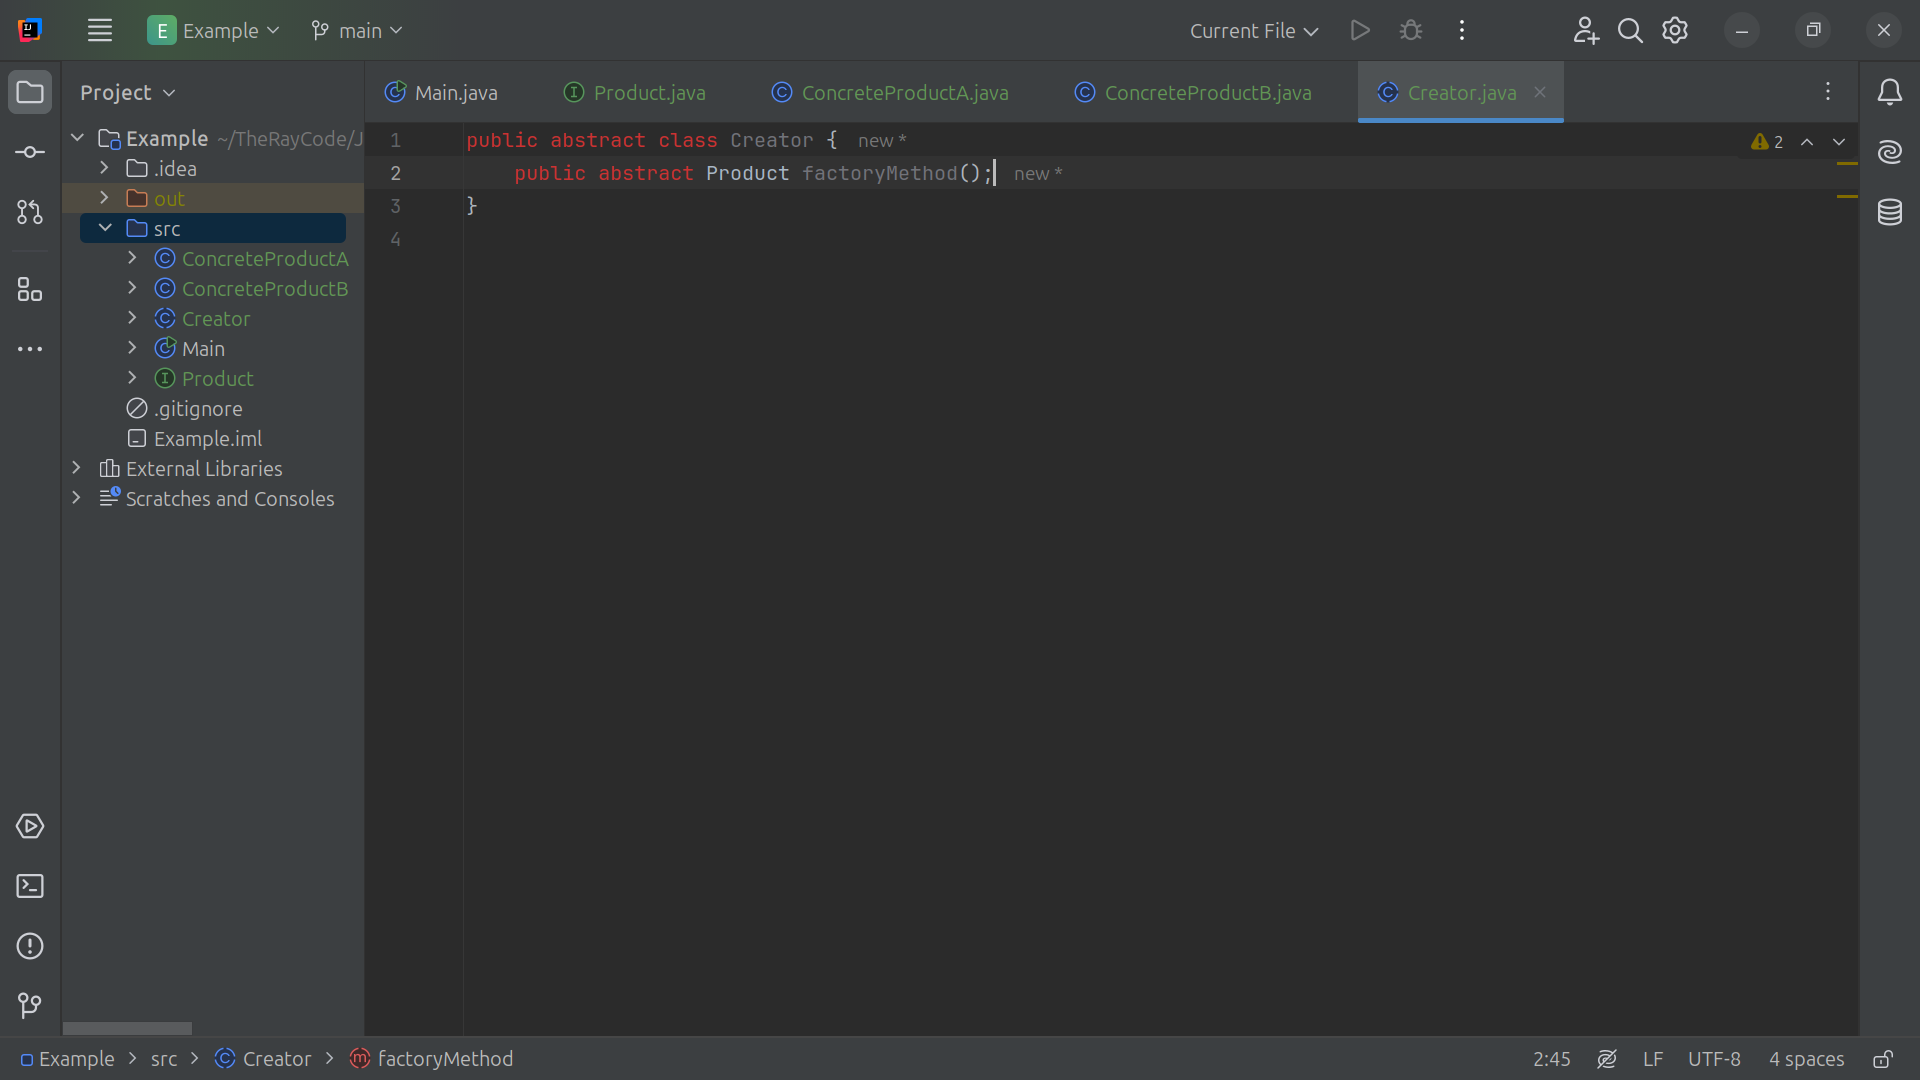 E Example main
Current File
Project
Main.java Product.java ConcreteProductA.java ConcreteProductB.java Creator.java
Example ~/TheRayCode/J
.idea
out
src
ConcreteProductA
ConcreteProductB
Creator
Main
Product
.gitignore
Example.iml
External Libraries
Scratches and Consoles
1 public abstract class Creator { new *
2 public abstract Product factoryMethod(); new *
3 }
4
2
Example src Creator factoryMethod
2:45 LF UTF-8 4 spaces